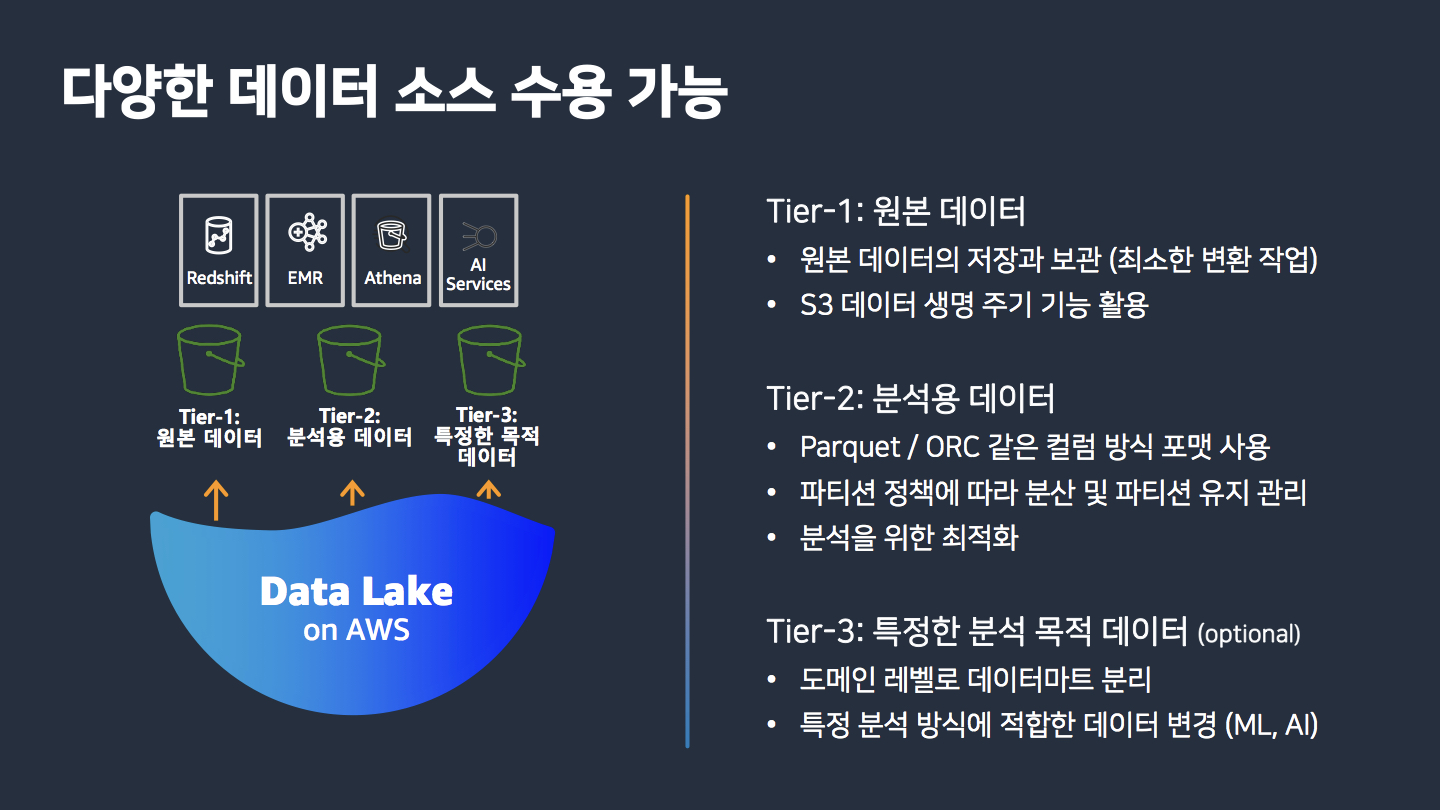 다양한 데이터 소스 수용 가능
Redshift
EMR
Athena
AI
Services
Tier-1:
원본 데이터
Tier-2:
분석용 데이터
Tier-3:
특정한 목적
데이터
Data Lake
on AWS
Tier-1: 원본 데이터
• 원본 데이터의 저장과 보관 (최소한 변환 작업)
• S3 데이터 생명 주기 기능 활용
Tier-2: 분석용 데이터
• Parquet / ORC 같은 컬럼 방식 포맷 사용
• 파티션 정책에 따라 분산 및 파티션 유지 관리
• 분석을 위한 최적화
Tier-3: 특정한 분석 목적 데이터 (optional)
• 도메인 레벨로 데이터마트 분리
• 특정 분석 방식에 적합한 데이터 변경 (ML, AI)